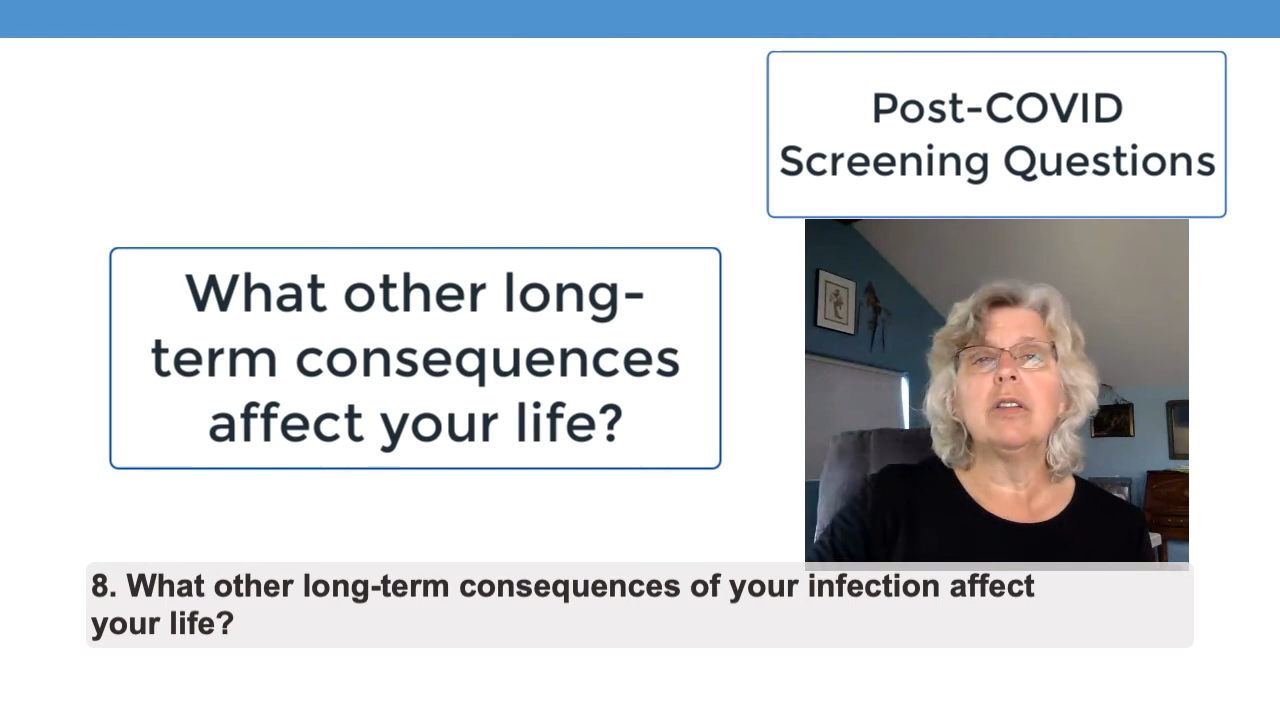 Post-COVID
Screening Questions
What other long-
term consequences
affect your life?
8. What other long-term consequences of your infection affect
your life?